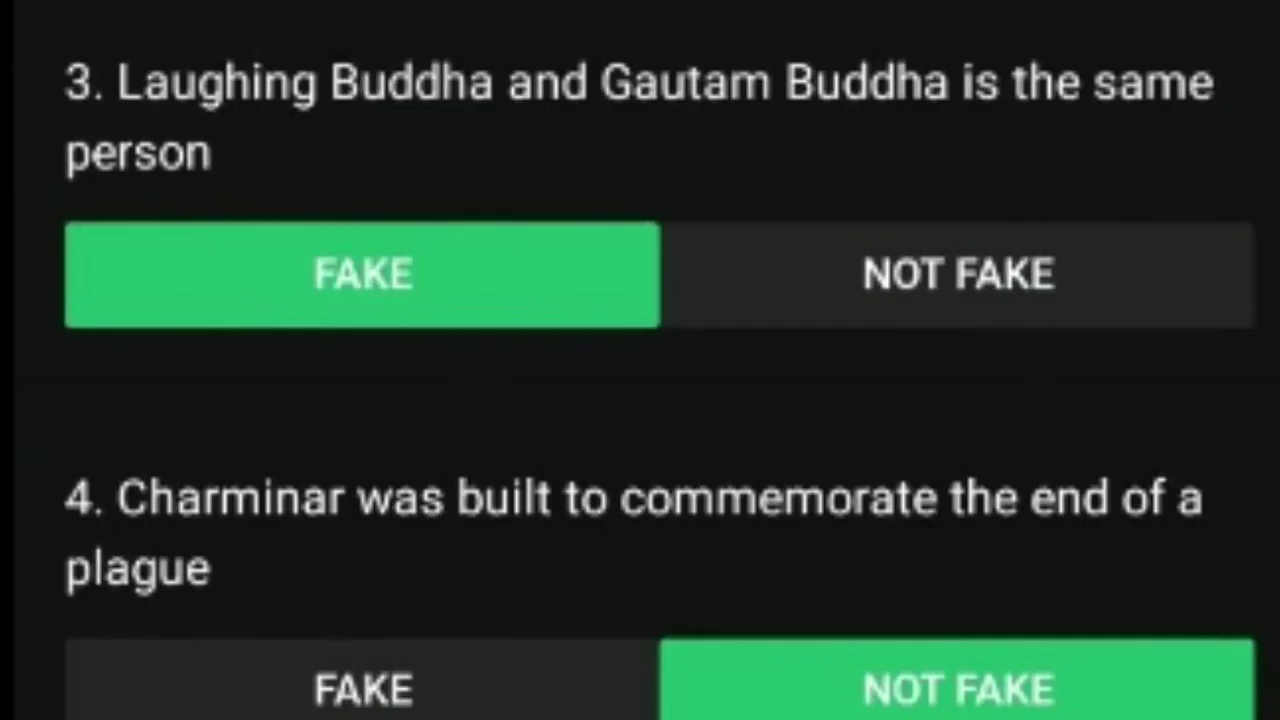 3. Laughing Buddha and Gautam Buddha is the same
person
FAKE NOT FAKE
4. Charminar was built to commemorate the end of a
plague
FAKE NOT FAKE